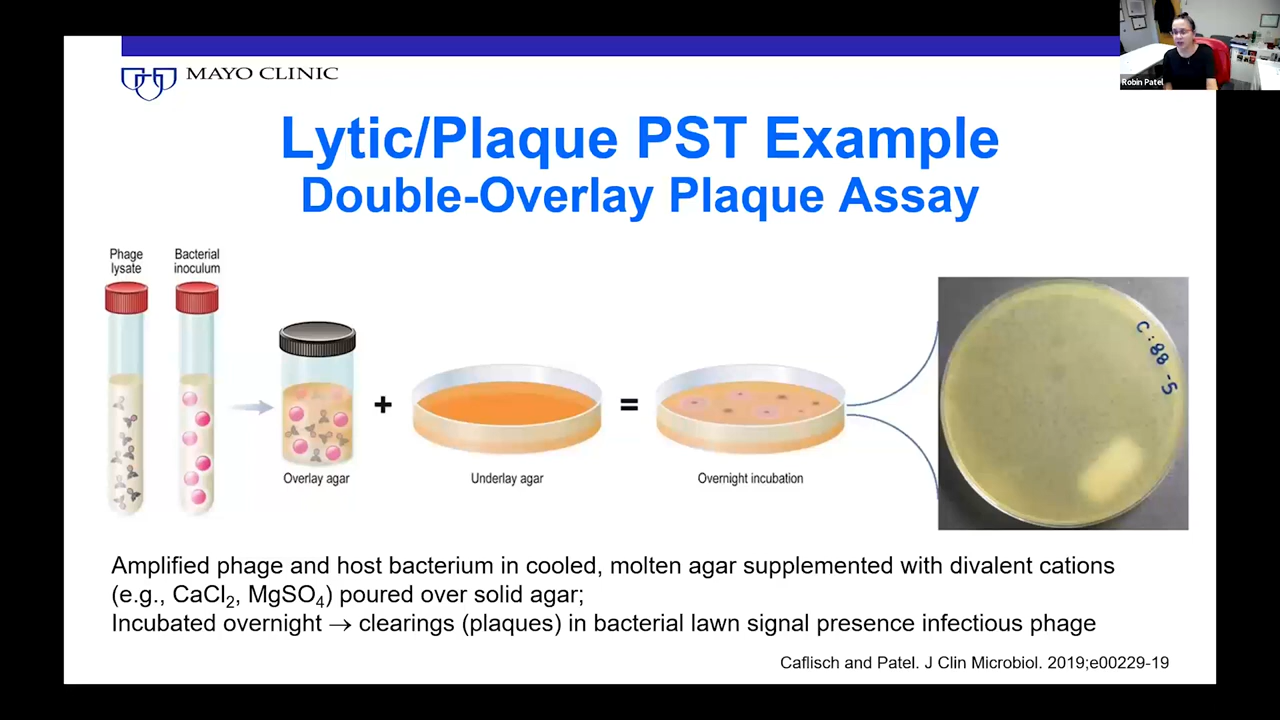 Robin Patel
MAYO CLINIC
Lytic/Plaque PST Example
Double-Overlay Plaque Assay
Phage
lysate
Bacterial
inoculum
C:88-5
+
=
Overlay agar
Underlay agar
Overnight incubation
Amplified phage and host bacterium in cooled, molten agar supplemented with divalent cations
(e.g., CaCl₂, MgSO₄) poured over solid agar;
Incubated overnight → clearings (plaques) in bacterial lawn signal presence infectious phage
Caflisch and Patel. J Clin Microbiol. 2019;e00229-19